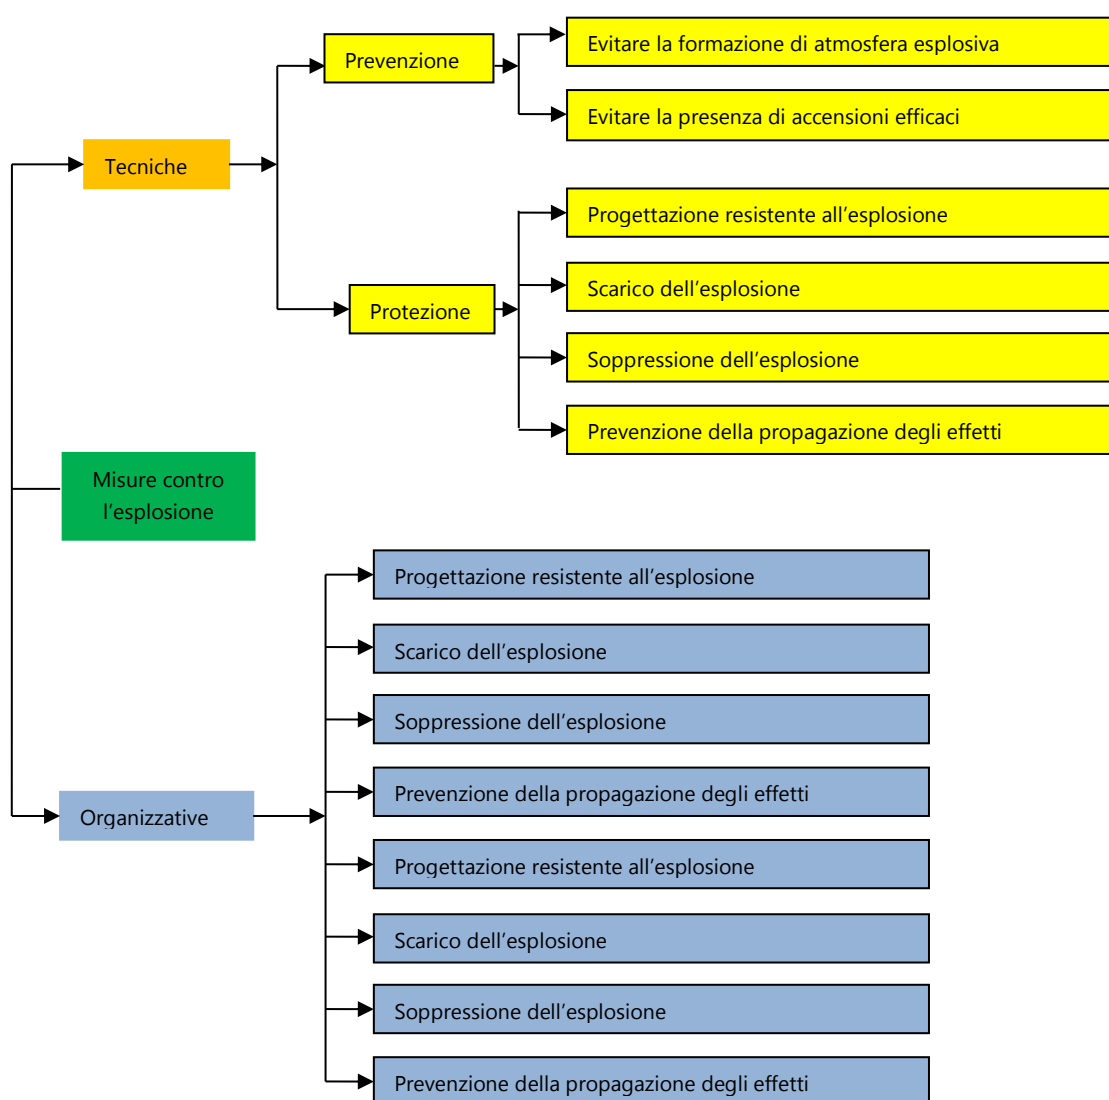 Evitare la formazione di atmosfera esplosiva
Prevenzione
Evitare la presenza di accensioni efficaci
Tecniche
Progettazione resistente all'esplosione
Scarico dell'esplosione
Protezione
Soppressione dell'esplosione
Prevenzione della propagazione degli effetti
Misure contro
l'esplosione
Progettazione resistente all'esplosione
Scarico dell'esplosione
Soppressione dell'esplosione
Prevenzione della propagazione degli effetti
Organizzative
Progettazione resistente all'esplosione
Scarico dell'esplosione
Soppressione dell'esplosione
Prevenzione della propagazione degli effetti